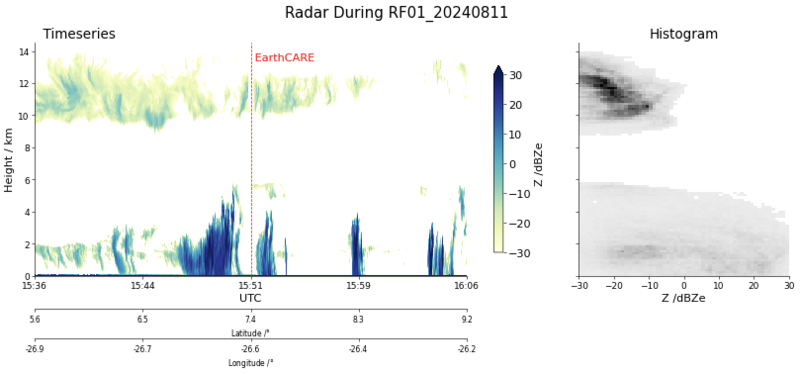 Radar During RF01_20240811
Timeseries
Histogram
EarthCARE
Height / km
14
12
10
8
6
4
2
0
15:36 15:44 15:51 15:59 16:06
UTC
5.6 6.5 7.4 8.3 9.2
Latitude /°
-26.9 -26.7 -26.6 -26.4 -26.2
Longitude /°
30
20
10
0
−10
−20
−30
Z /dBZe
−30 −20 −10 0 10 20 30
Z /dBZe